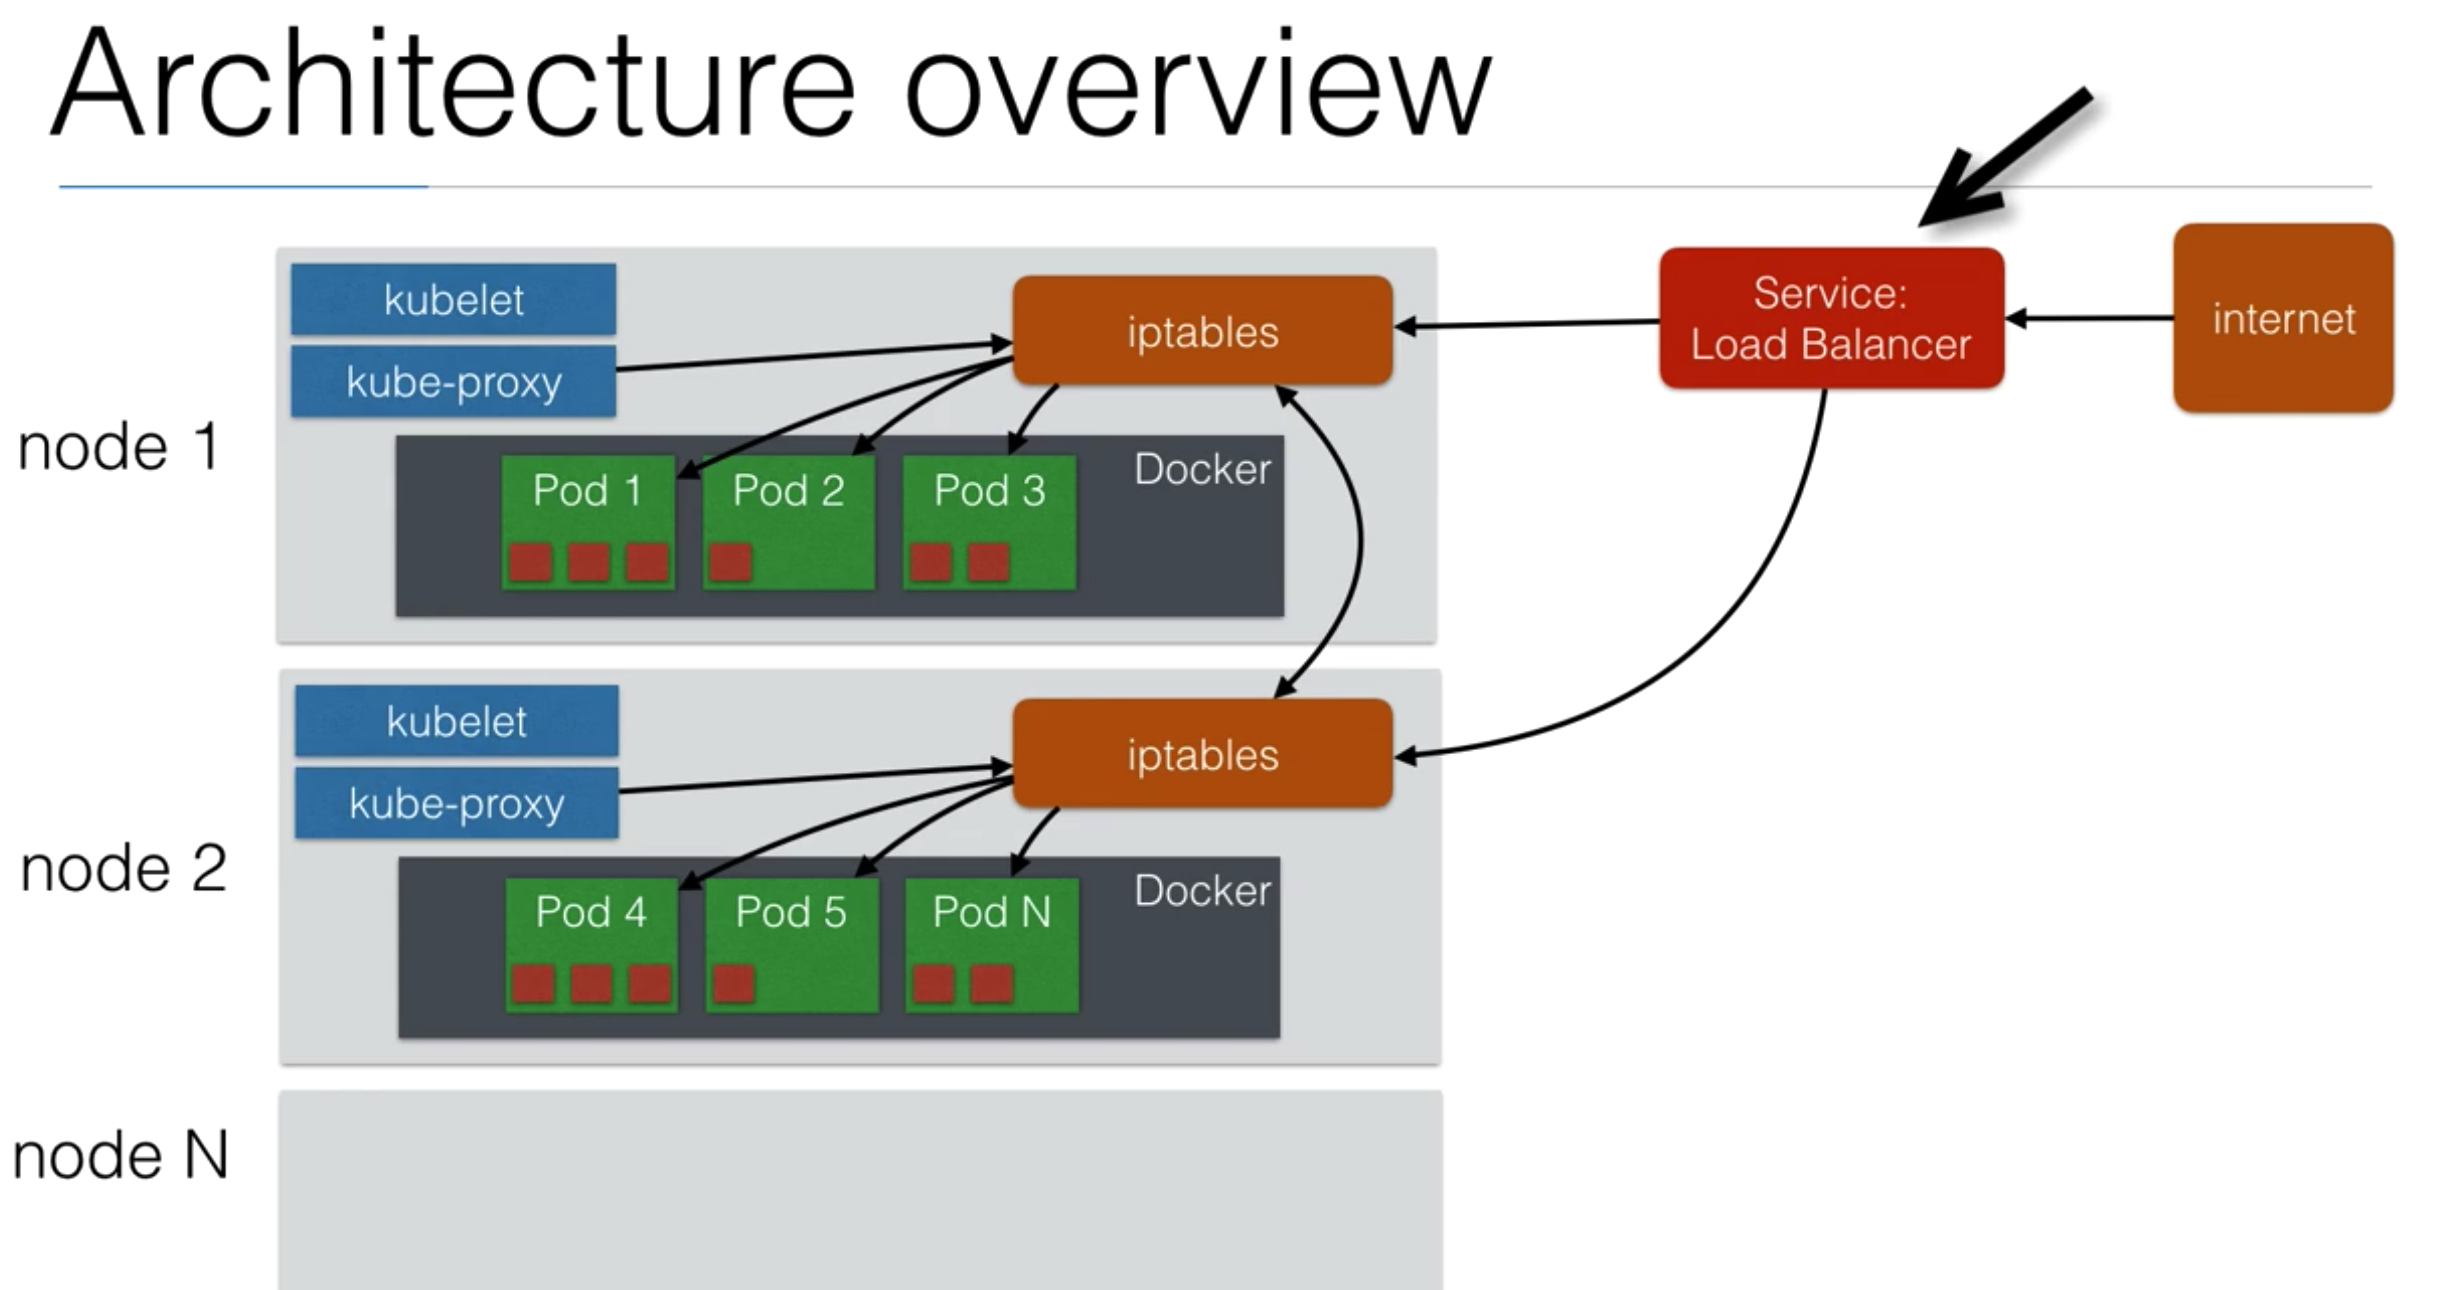 Architecture overview
kubelet
kube-proxy
iptables
Service:
Load Balancer
internet
node 1
Docker
Pod 1
Pod 2
Pod 3
kubelet
kube-proxy
iptables
node 2
Docker
Pod 4
Pod 5
Pod N
node N